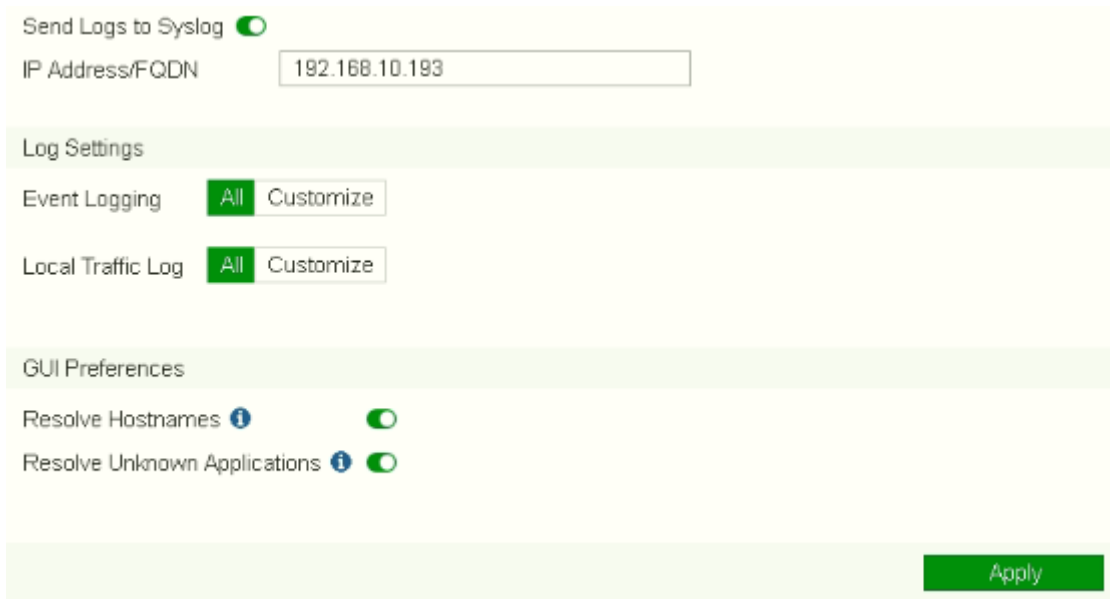 Send Logs to Syslog
IP Address/FQDN 192.168.10.193
Log Settings
Event Logging All Customize
Local Traffic Log All Customize
GUI Preferences
Resolve Hostnames
Resolve Unknown Applications
Apply